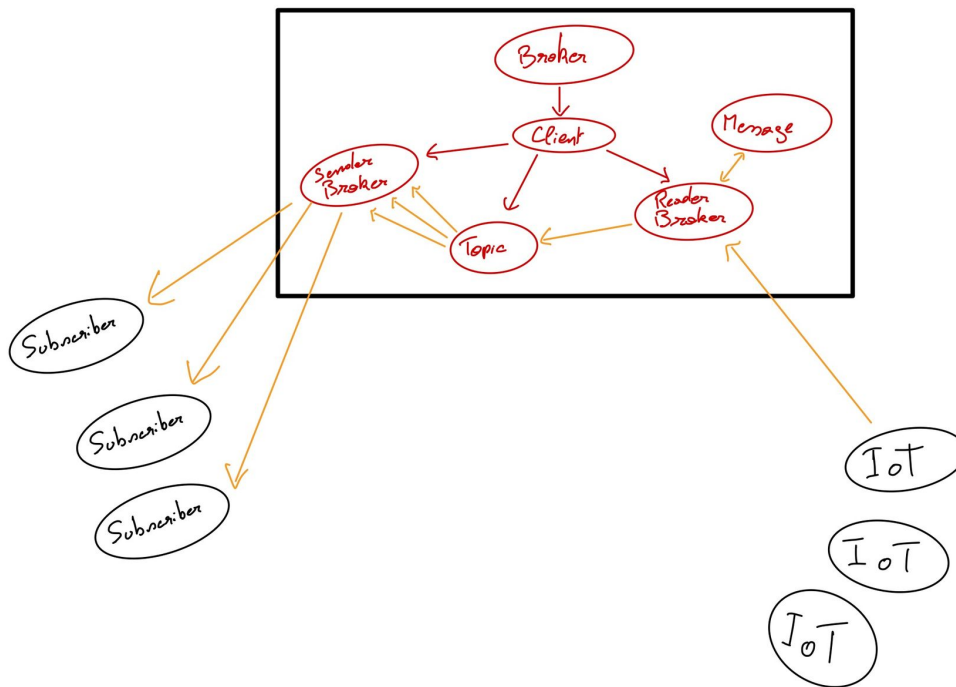 Broker
Client
Message
Sender
Broker
Reader
Broker
Topic
Subscriber
Subscriber
Subscriber
IoT
IoT
IoT